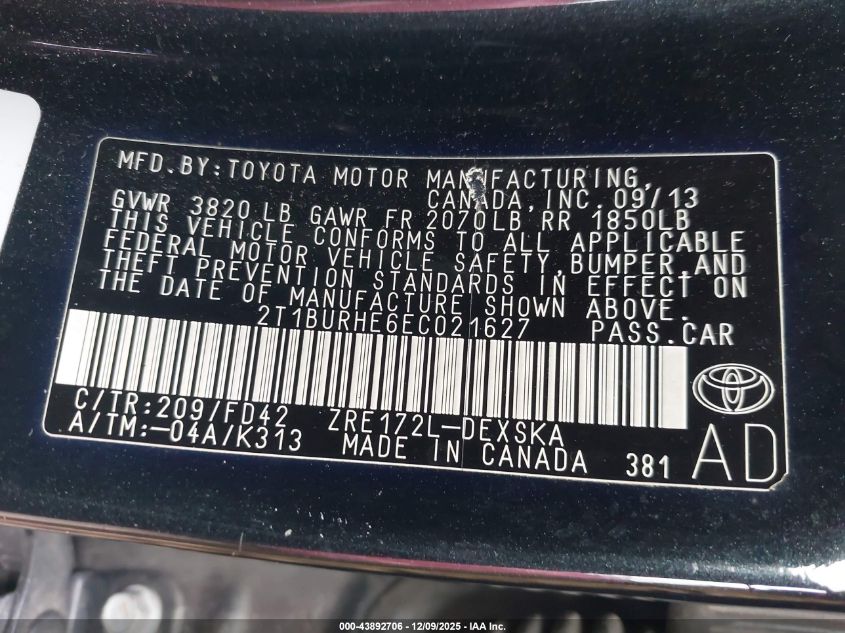 MFD.BY:TOYOTA MOTOR MANUFACTURING,
CANADA, INC. 09/13
GVWR 3820 LB GAWR FR 2070LB RR 1850LB
THIS VEHICLE CONFORMS TO ALL APPLICABLE
FEDERAL MOTOR VEHICLE SAFETY,BUMPER,AND
THEFT PREVENTION STANDARDS IN EFFECT ON
THE DATE OF MANUFACTURE SHOWN ABOVE.
2T1BURHE6EC021627 PASS.CAR
C/TR:209/FD42 ZRE172L-DEXSKA
A/TM:-04A/K313 MADE IN CANADA 381 AD
000-43892706 - 12/09/2025 - IAA Inc.